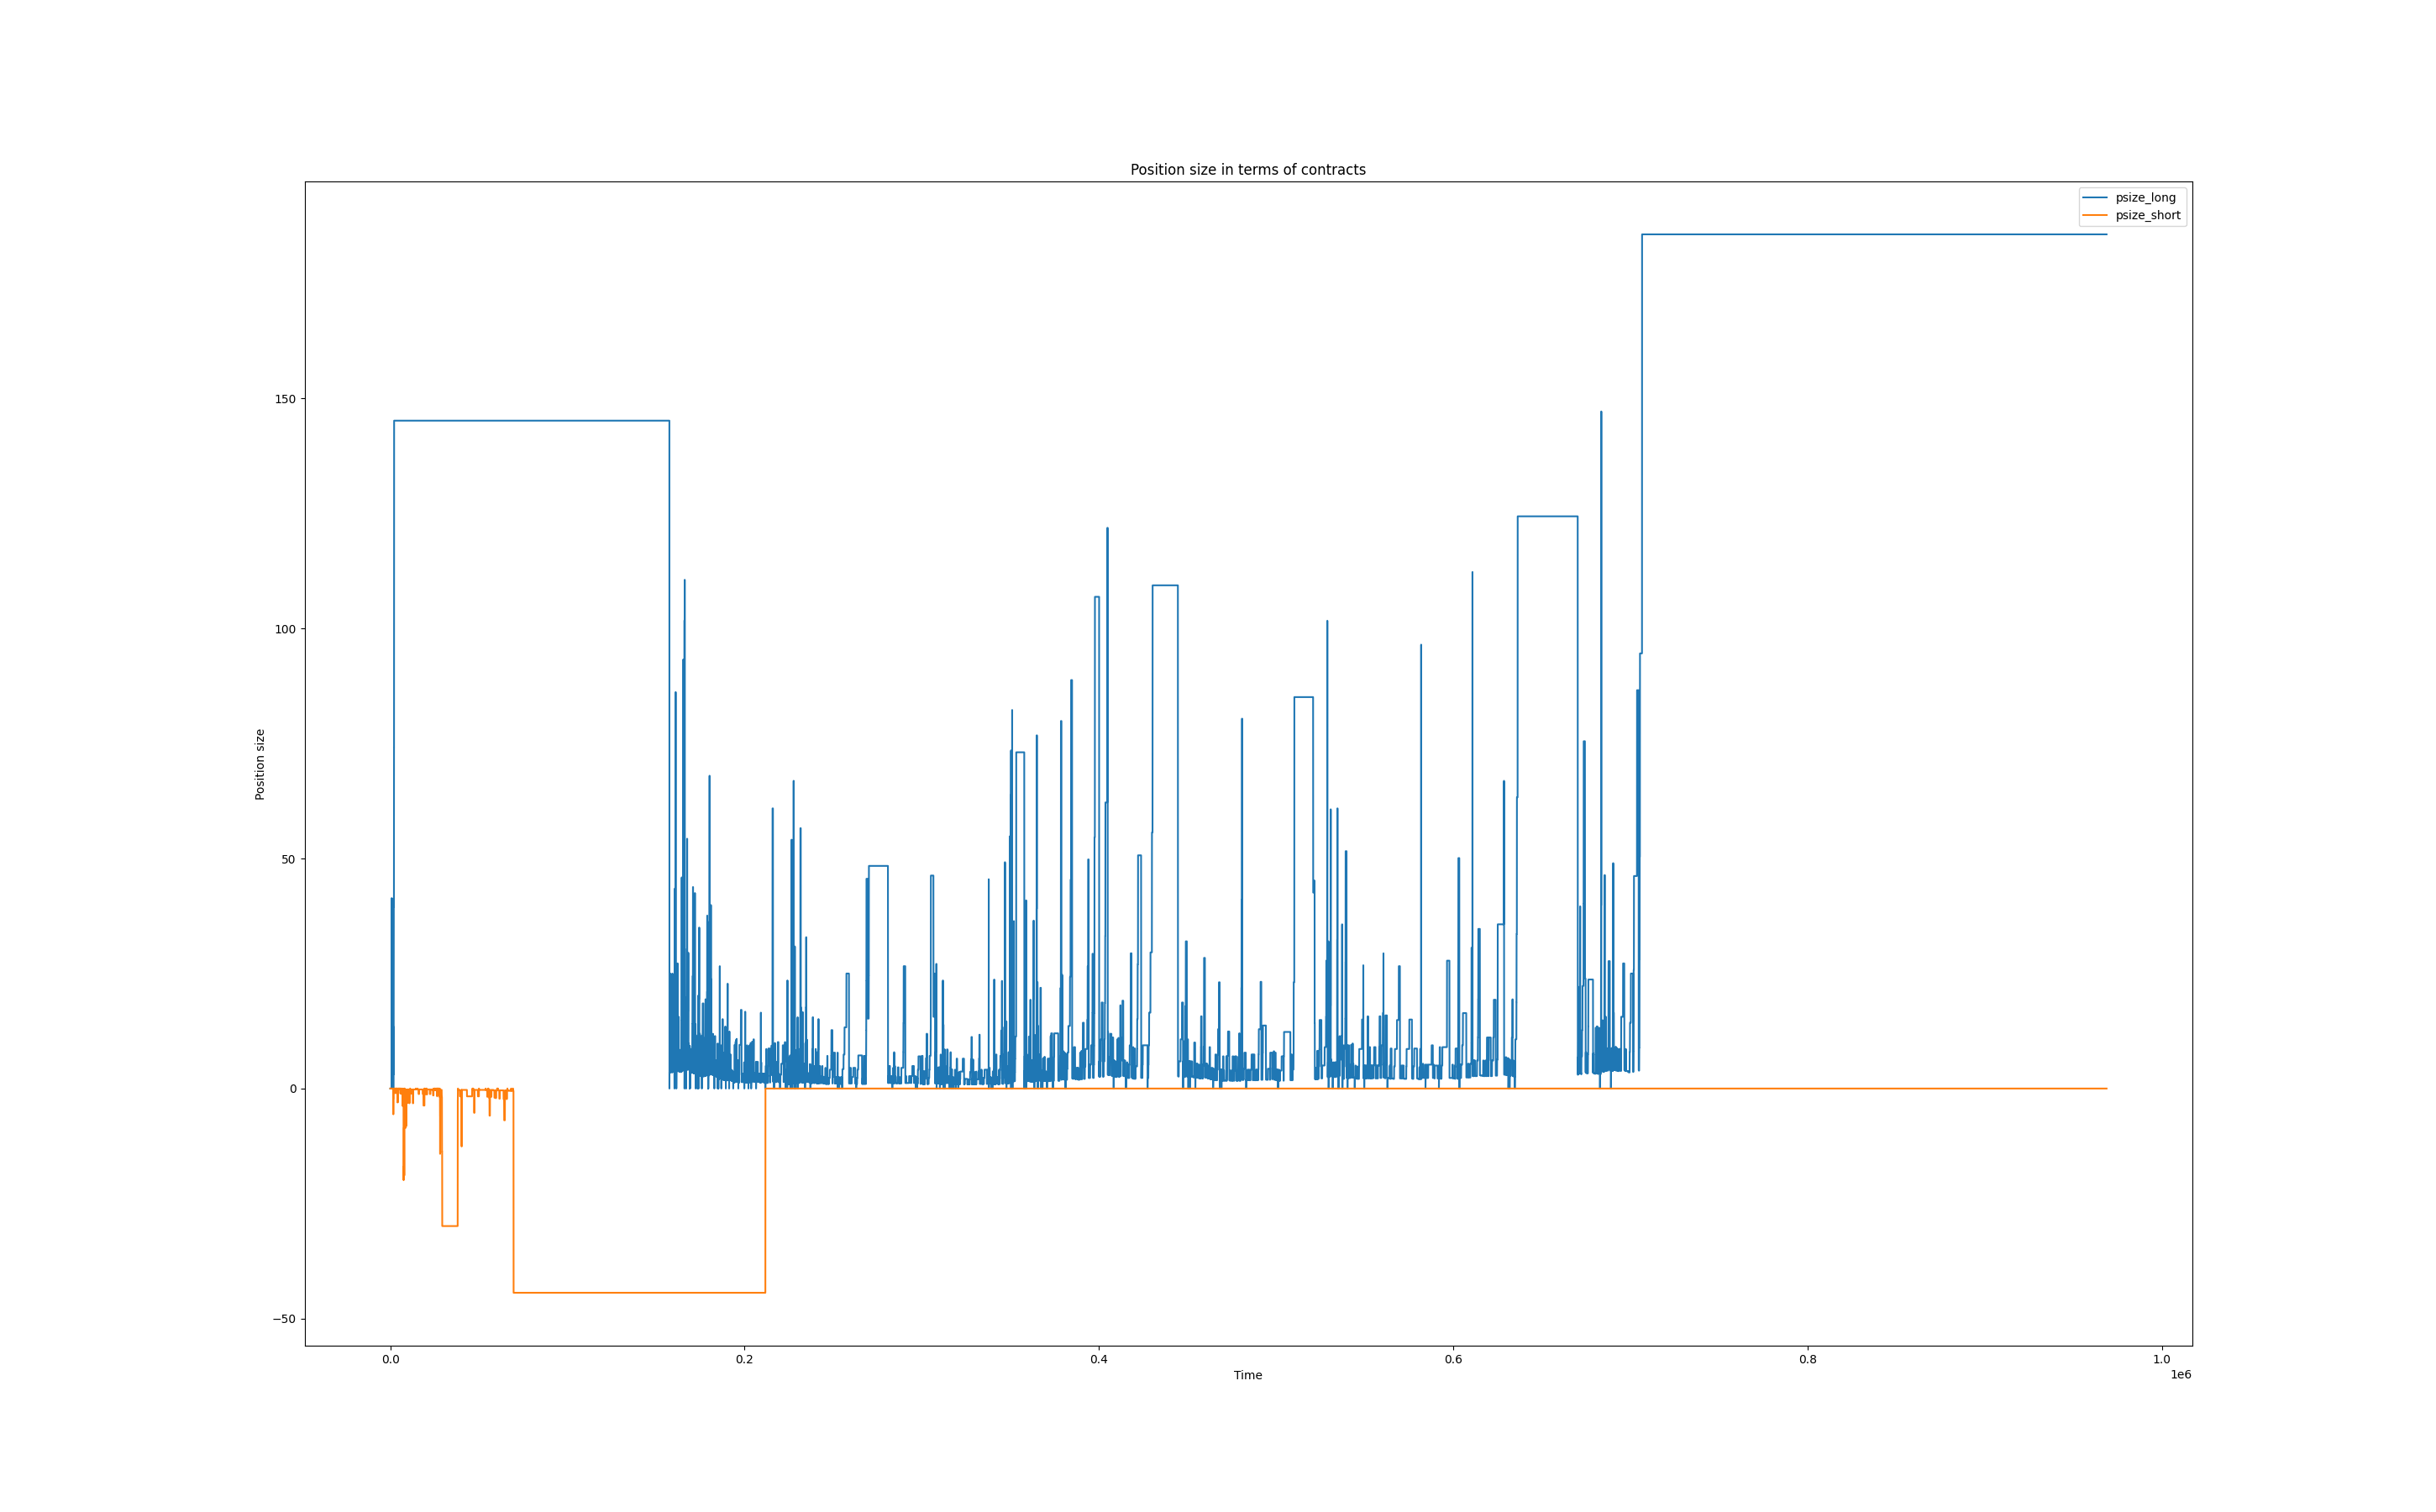 Position size in terms of contracts
psize_long
psize_short
Position size
150
100
50
0
−50
0.0
0.2
0.4
0.6
0.8
1.0
1e6
Time